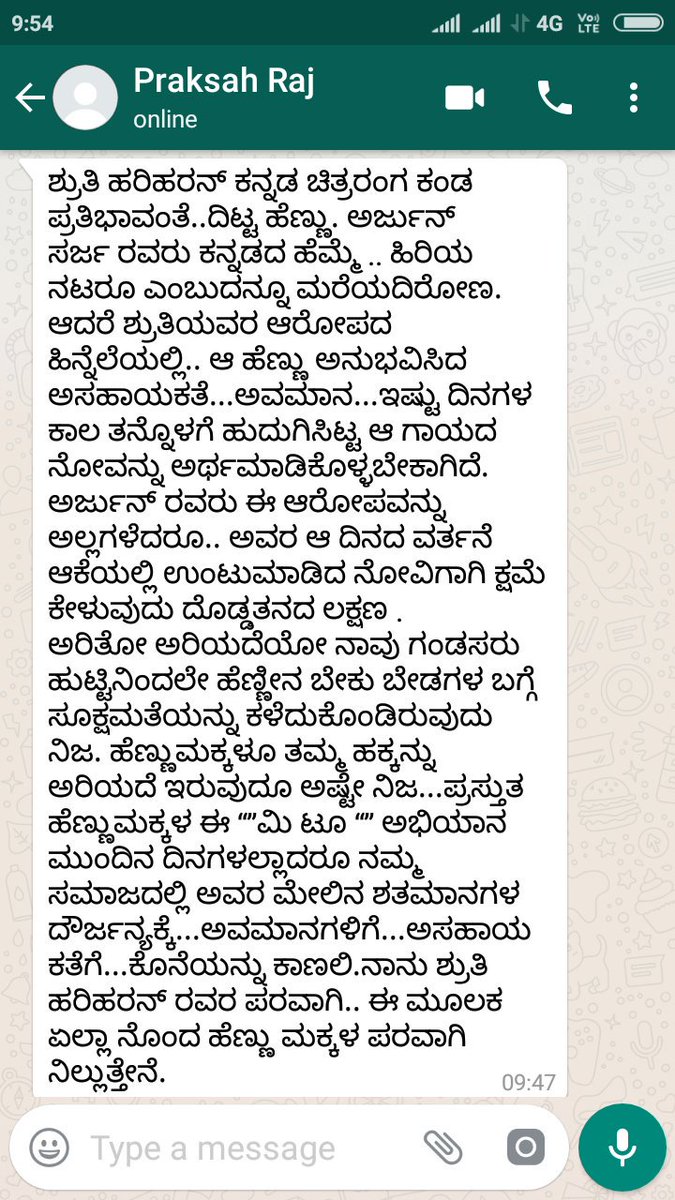 9:54
4G
Vo)) LTE
Praksah Raj
online
ಶ್ರುತಿ ಹರಿಹರನ್ ಕನ್ನಡ ಚಿತ್ರರಂಗ ಕಂಡ
ಪ್ರತಿಭಾವಂತೆ..ದಿಟ್ಟ ಹೆಣ್ಣು. ಅರ್ಜುನ್
ಸರ್ಜ ರವರು ಕನ್ನಡದ ಹೆಮ್ಮೆ .. ಹಿರಿಯ
ನಟರೂ ಎಂಬುದನ್ನೂ ಮರೆಯದಿರೋಣ.
ಆದರೆ ಶ್ರುತಿಯವರ ಆರೋಪದ
ಹಿನ್ನೆಲೆಯಲ್ಲಿ.. ಆ ಹೆಣ್ಣು ಅನುಭವಿಸಿದ
ಅಸಹಾಯಕತೆ...ಅವಮಾನ...ಇಷ್ಟು ದಿನಗಳ
ಕಾಲ ತನ್ನೊಳಗೆ ಹುದುಗಿಸಿಟ್ಟ ಆ ಗಾಯದ
ನೋವನ್ನು ಅರ್ಥಮಾಡಿಕೊಳ್ಳಬೇಕಾಗಿದೆ.
ಅರ್ಜುನ್ ರವರು ಈ ಆರೋಪವನ್ನು
ಅಲ್ಲಗಳೆದರೂ.. ಅವರ ಆ ದಿನದ ವರ್ತನೆ
ಆಕೆಯಲ್ಲಿ ಉಂಟುಮಾಡಿದ ನೋವಿಗಾಗಿ ಕ್ಷಮೆ
ಕೇಳುವುದು ದೊಡ್ಡತನದ ಲಕ್ಷಣ .
ಅರಿತೋ ಅರಿಯದೆಯೋ ನಾವು ಗಂಡಸರು
ಹುಟ್ಟಿನಿಂದಲೇ ಹೆಣ್ಣೀನ ಬೇಕು ಬೇಡಗಳ ಬಗ್ಗೆ
ಸೂಕ್ಷಮತೆಯನ್ನು ಕಳೆದುಕೊಂಡಿರುವುದು
ನಿಜ. ಹೆಣ್ಣುಮಕ್ಕಳೂ ತಮ್ಮ ಹಕ್ಕನ್ನು
ಅರಿಯದೆ ಇರುವುದೂ ಅಷ್ಟೇ ನಿಜ...ಪ್ರಸ್ತುತ
ಹೆಣ್ಣುಮಕ್ಕಳ ಈ “”ಮಿ ಟೂ “” ಅಭಿಯಾನ
ಮುಂದಿನ ದಿನಗಳಲ್ಲಾದರೂ ನಮ್ಮ
ಸಮಾಜದಲ್ಲಿ ಅವರ ಮೇಲಿನ ಶತಮಾನಗಳ
ದೌರ್ಜನ್ಯಕ್ಕೆ...ಅವಮಾನಗಳಿಗೆ...ಅಸಹಾಯ
ಕತೆಗೆ...ಕೊನೆಯನ್ನು ಕಾಣಲಿ.ನಾನು ಶ್ರುತಿ
ಹರಿಹರನ್ ರವರ ಪರವಾಗಿ.. ಈ ಮೂಲಕ
ಏಲ್ಲಾ ನೊಂದ ಹೆಣ್ಣು ಮಕ್ಕಳ ಪರವಾಗಿ
ನಿಲ್ಲುತ್ತೇನೆ.
09:47
Type a message